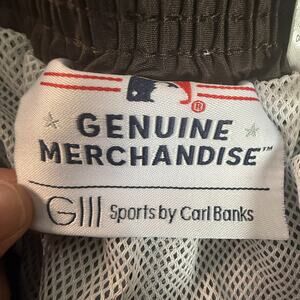 ®
GENUINE
MERCHANDISE™
GIII Sports by Carl Banks